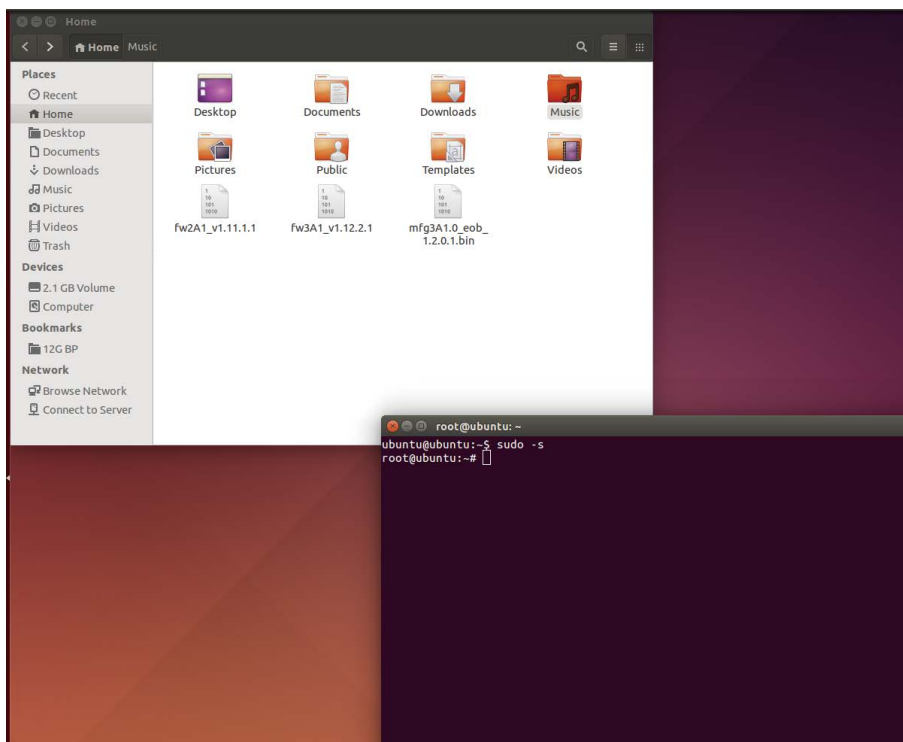 Home
Home Music
Places
Recent
Home
Desktop
Documents
Downloads
Music
Pictures
Videos
Trash
Devices
2.1 GB Volume
Computer
Bookmarks
12G BP
Network
Browse Network
Connect to Server
Desktop Documents Downloads Music
Pictures Public Templates Videos
fw2A1_v1.11.1.1 fw3A1_v1.12.2.1 mfg3A1.0_eob_
1.2.0.1.bin
root@ubuntu: ~
ubuntu@ubuntu:~$ sudo -s
root@ubuntu:~#